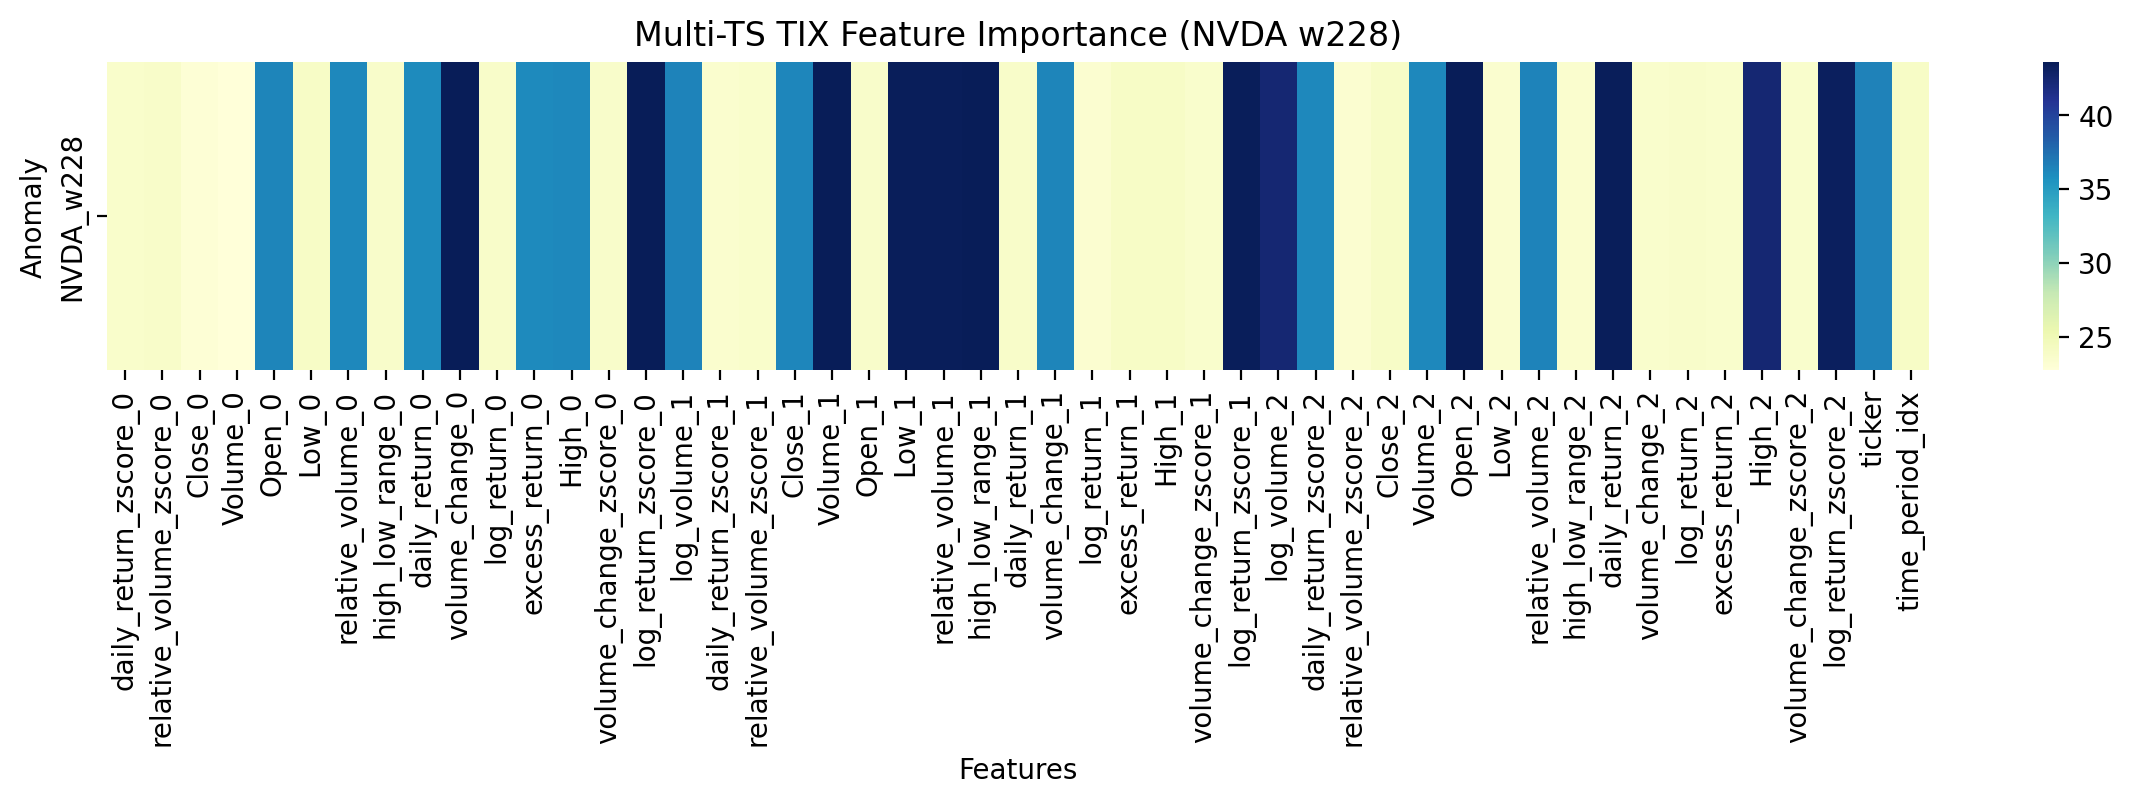 Multi-TS TIX Feature Importance (NVDA w228)
Anomaly
NVDA_w228
40
35
30
25
daily_return_zscore_0
relative_volume_zscore_0
Close_0
Volume_0
Open_0
Low_0
relative_volume_0
high_low_range_0
daily_return_0
volume_change_0
log_return_0
excess_return_0
High_0
volume_change_zscore_0
log_return_zscore_0
log_volume_1
daily_return_zscore_1
relative_volume_zscore_1
Close_1
Volume_1
Open_1
Low_1
relative_volume_1
high_low_range_1
daily_return_1
volume_change_1
log_return_1
excess_return_1
High_1
volume_change_zscore_1
log_return_zscore_1
log_volume_2
daily_return_zscore_2
relative_volume_zscore_2
Close_2
Volume_2
Open_2
Low_2
relative_volume_2
high_low_range_2
daily_return_2
volume_change_2
log_return_2
excess_return_2
High_2
volume_change_zscore_2
log_return_zscore_2
ticker
time_period_idx
Features